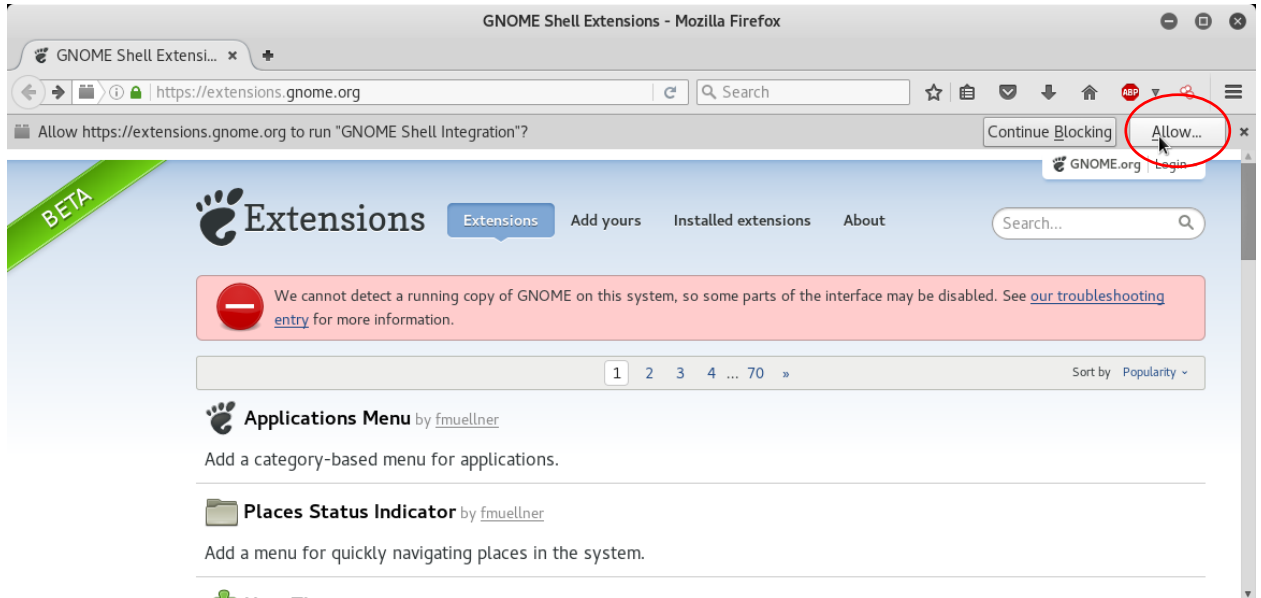 GNOME Shell Extensions - Mozilla Firefox
GNOME Shell Extensi...
https://extensions.gnome.org
Search
ABP
Allow https://extensions.gnome.org to run "GNOME Shell Integration"?
Continue Blocking
Allow...
GNOME.org
Login
BETA
Extensions
Extensions
Add yours
Installed extensions
About
Search...
We cannot detect a running copy of GNOME on this system, so some parts of the interface may be disabled. See our troubleshooting
entry for more information.
1 2 3 4 ... 70 »
Sort by Popularity
Applications Menu by fmuellner
Add a category-based menu for applications.
Places Status Indicator by fmuellner
Add a menu for quickly navigating places in the system.